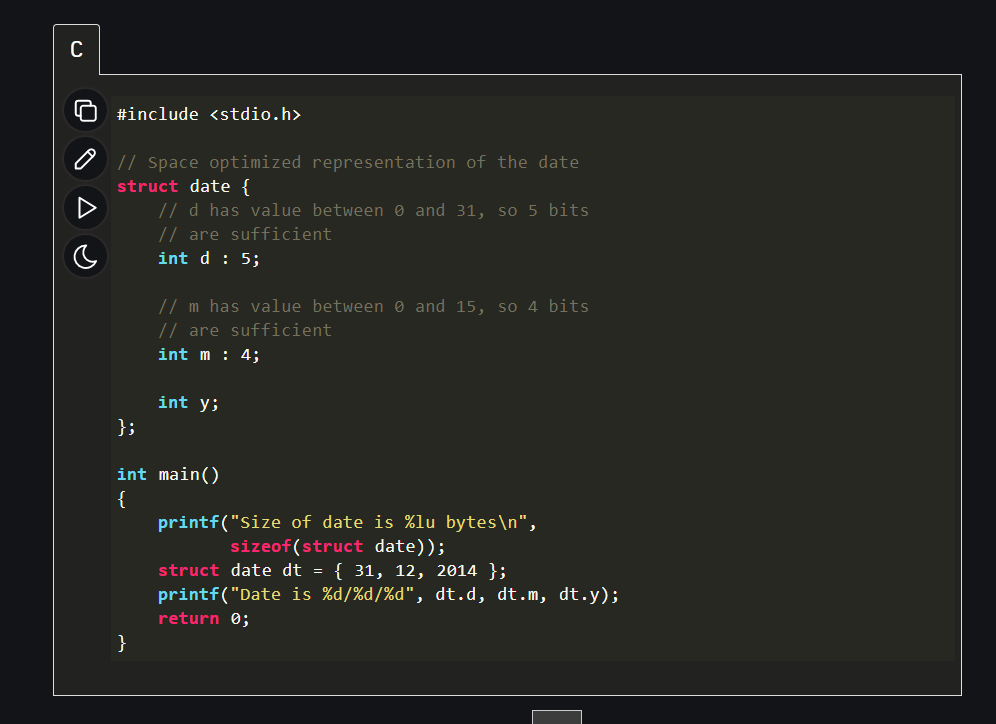 C
#include <stdio.h>
// Space optimized representation of the date
struct date {
    // d has value between 0 and 31, so 5 bits
    // are sufficient
    int d : 5;
    // m has value between 0 and 15, so 4 bits
    // are sufficient
    int m : 4;
    int y;
};
int main()
{
    printf("Size of date is %lu bytes\n",
           sizeof(struct date));
    struct date dt = { 31, 12, 2014 };
    printf("Date is %d/%d/%d", dt.d, dt.m, dt.y);
    return 0;
}